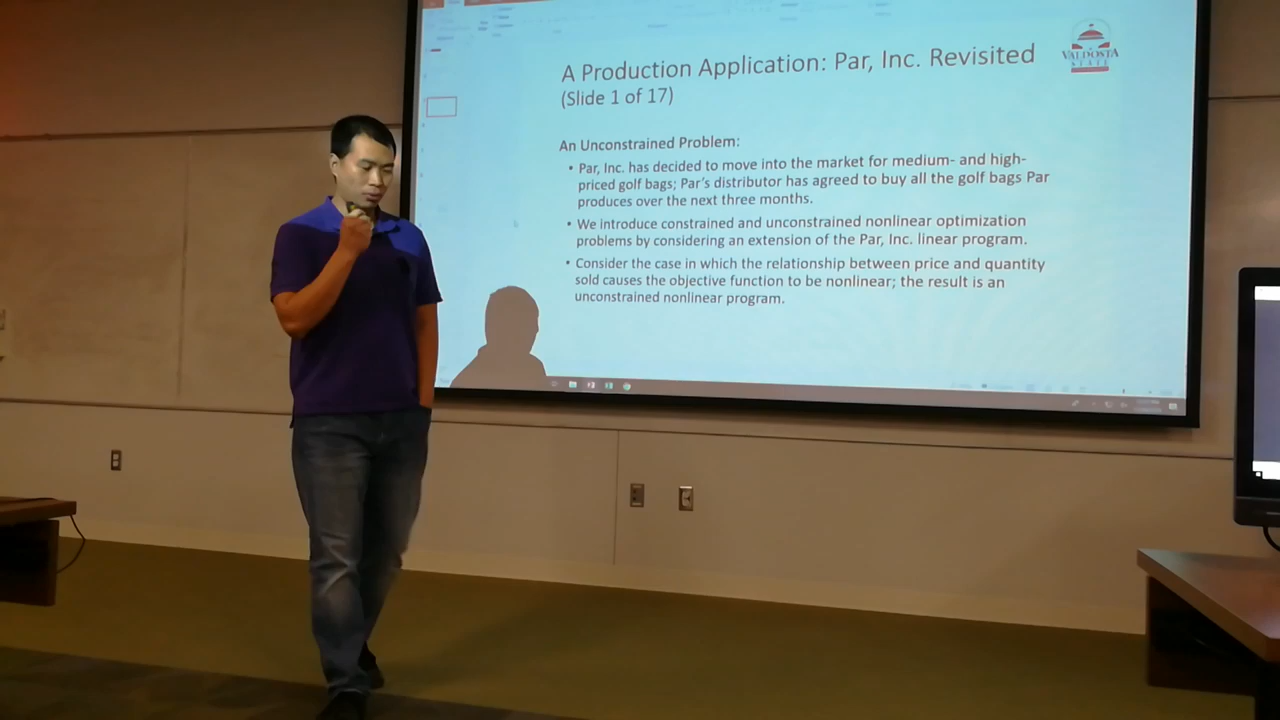 A Production Application: Par, Inc. Revisited
(Slide 1 of 17)
VALDOSTA
STATE
An Unconstrained Problem:
• Par, Inc. has decided to move into the market for medium- and high-
priced golf bags; Par's distributor has agreed to buy all the golf bags Par
produces over the next three months.
• We introduce constrained and unconstrained nonlinear optimization
problems by considering an extension of the Par, Inc. linear program.
• Consider the case in which the relationship between price and quantity
sold causes the objective function to be nonlinear; the result is an
unconstrained nonlinear program.